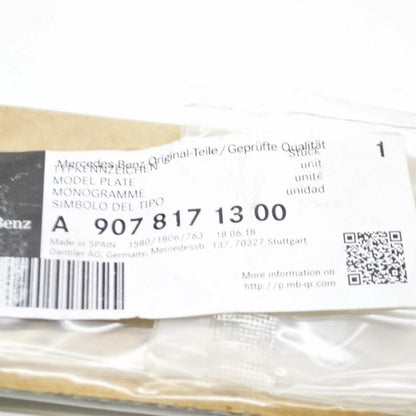 Mercedes-Benz Original-Teile/Geprüfte Qualität
TYPKENNZEICHEN Stück 1
MODEL PLATE unit
MONOGRAMME unité
SIMBOLO DEL TIPO unidad
Benz A 907 817 13 00
Made in SPAIN 1580/1806/763 18.06.18
Daimler AG, Germany, Mercedesstr. 137, 70327 Stuttgart
More information on
http://p.mb-qr.com/